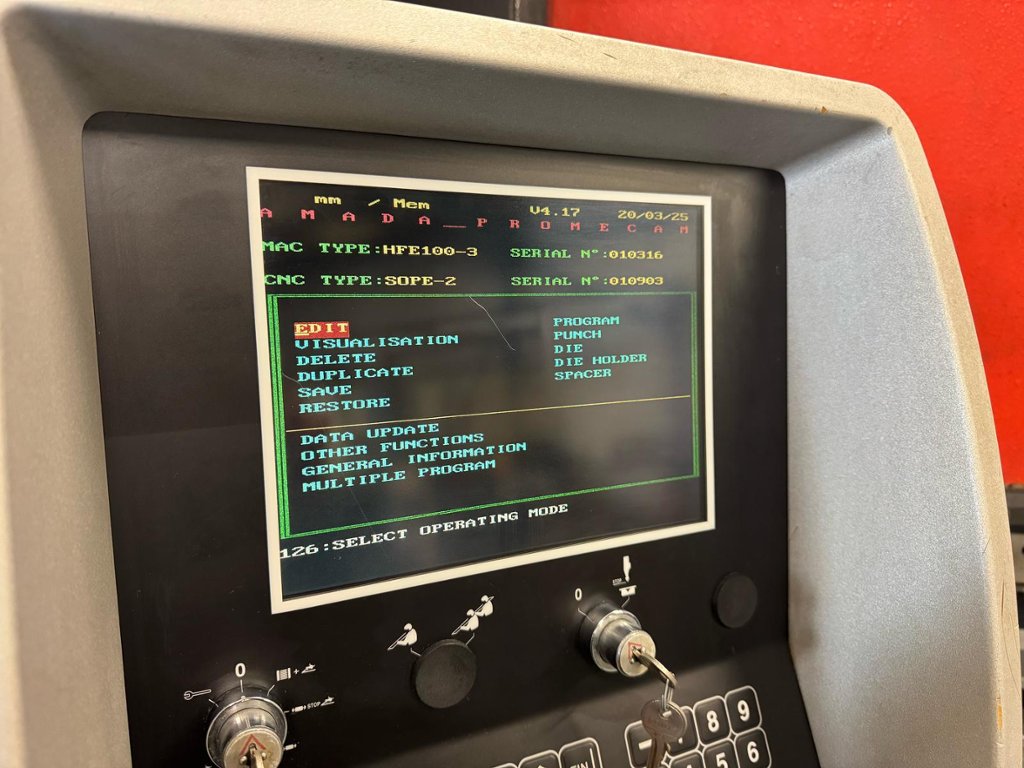 mm / Mem V4.17 20/03/25
A M A D A _ P R O M E C A M
MAC TYPE:HFE100-3 SERIAL N°:010316
CNC TYPE:SOPE-2 SERIAL N°:010903
EDIT
VISUALISATION
DELETE
DUPLICATE
SAVE
RESTORE
PROGRAM
PUNCH
DIE
DIE HOLDER
SPACER
DATA UPDATE
OTHER FUNCTIONS
GENERAL INFORMATION
MULTIPLE PROGRAM
126:SELECT OPERATING MODE
0
STOP
0
+
STOP
8 9
5 6